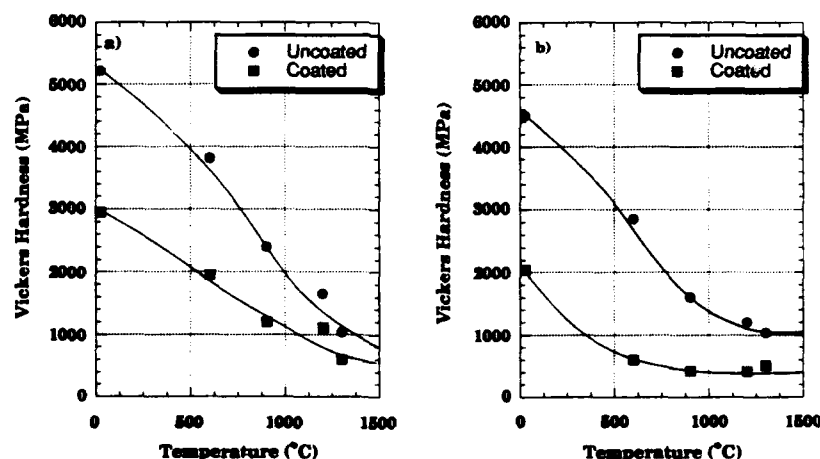 a)
Uncoated
Coated
6000
5000
4000
3000
2000
1000
0
Vickers Hardness (MPa)
0 500 1000 1500
Temperature (°C)
b)
Uncoated
Coated
6000
5000
4000
3000
2000
1000
0
Vickers Hardness (MPa)
0 500 1000 1500
Temperature (°C)